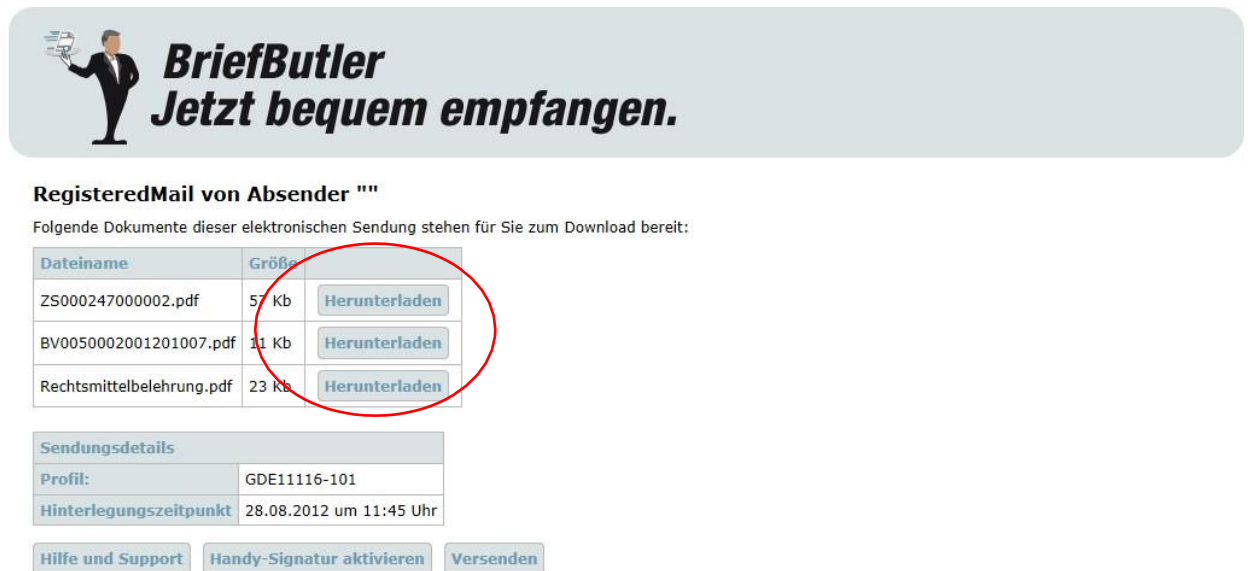 BriefButler
Jetzt bequem empfangen.
RegisteredMail von Absender ""
Folgende Dokumente dieser elektronischen Sendung stehen für Sie zum Download bereit:
Dateiname Größe
ZS000247000002.pdf 57 Kb Herunterladen
BV0050002001201007.pdf 11 Kb Herunterladen
Rechtsmittelbelehrung.pdf 23 Kb Herunterladen
Sendungsdetails
Profil: GDE11116-101
Hinterlegungszeitpunkt 28.08.2012 um 11:45 Uhr
Hilfe und Support Handy-Signatur aktivieren Versenden